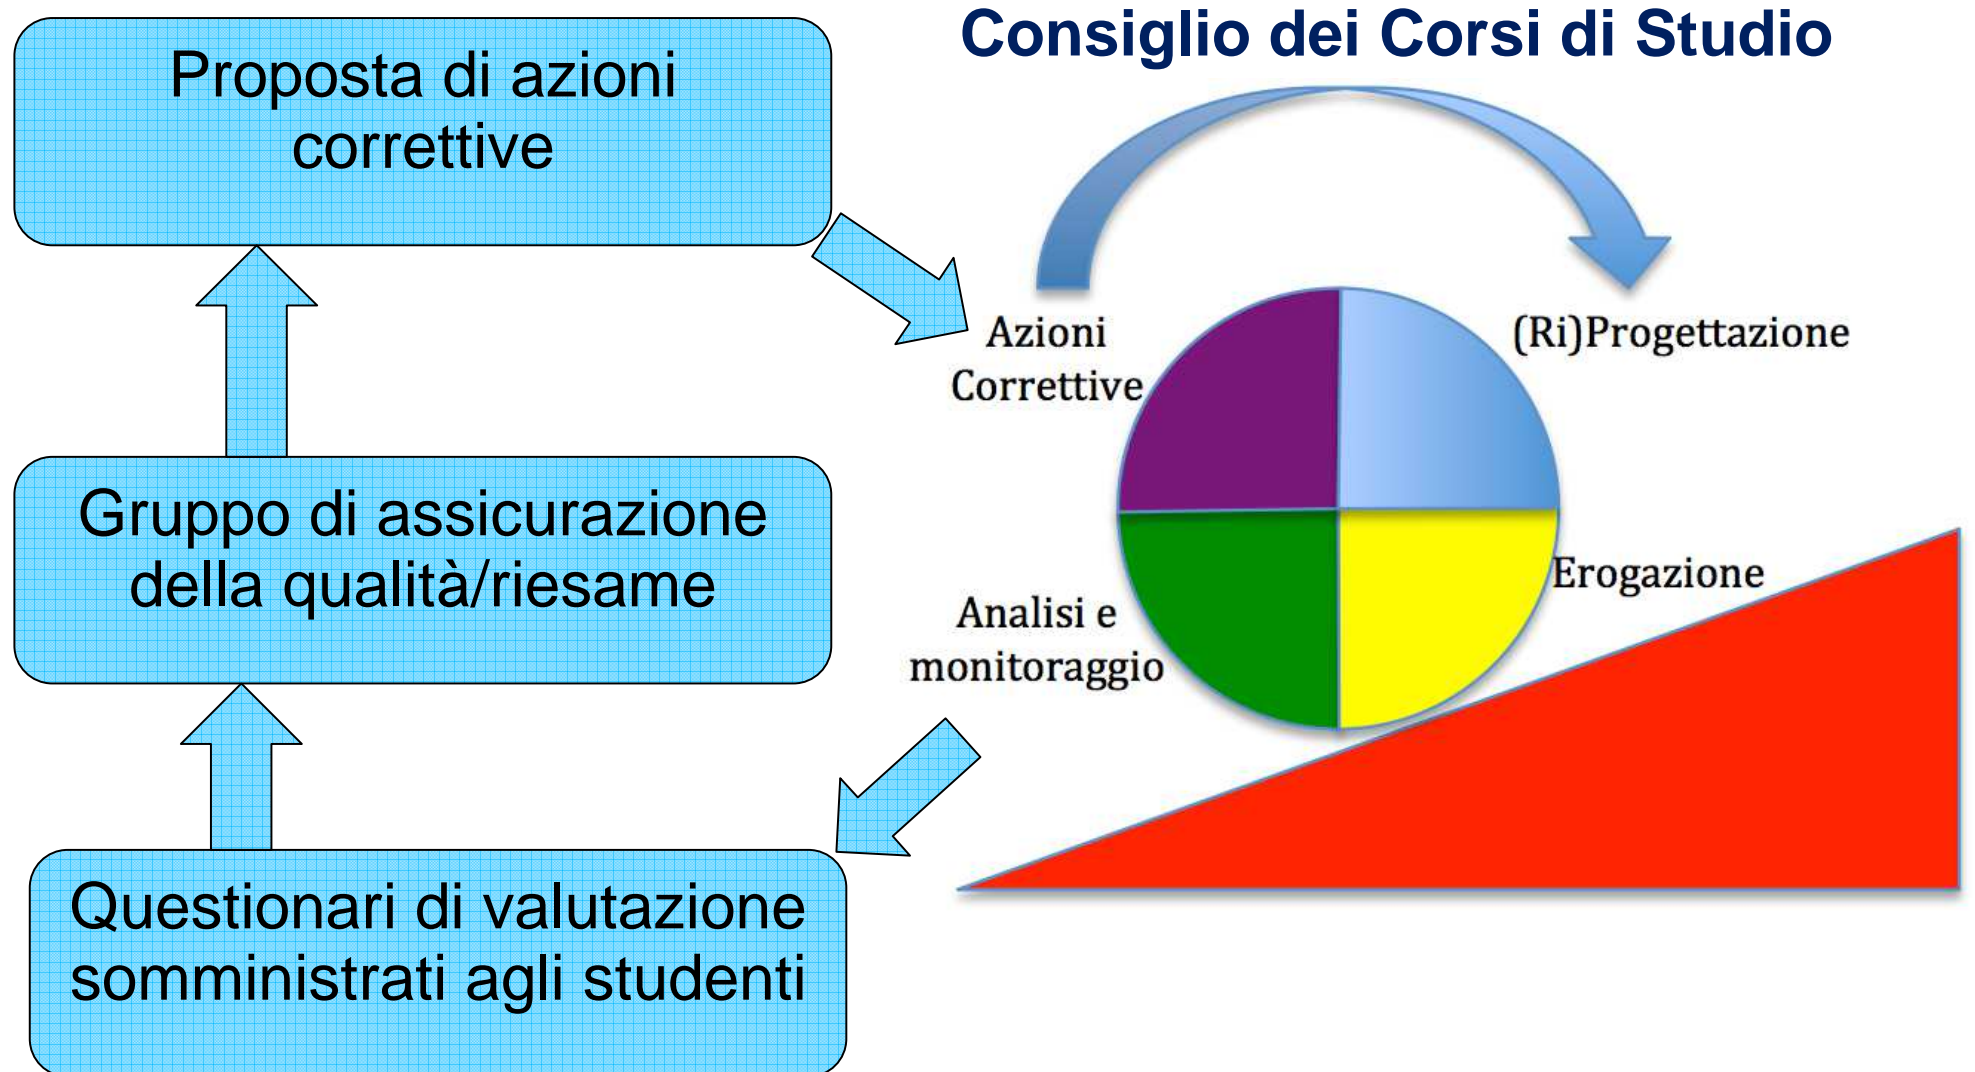 Consiglio dei Corsi di Studio
Proposta di azioni
correttive
Gruppo di assicurazione
della qualità/riesame
Questionari di valutazione
somministrati agli studenti
Azioni
Correttive
(Ri)Progettazione
Erogazione
Analisi e
monitoraggio